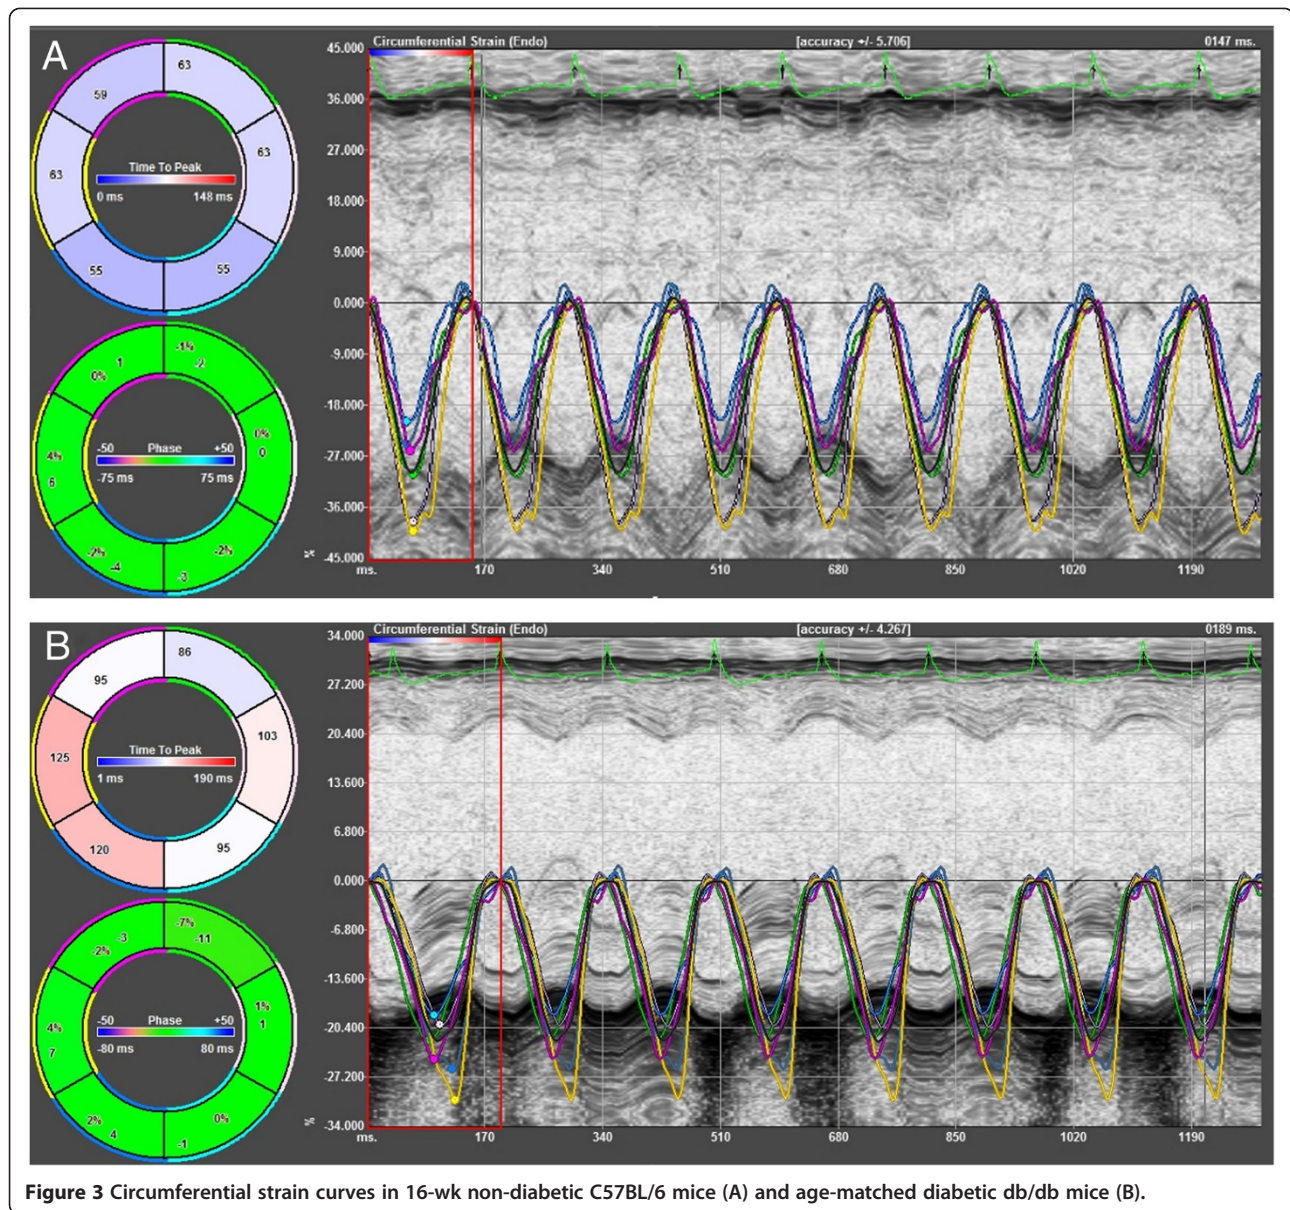 A
Circumferential Strain (Endo) [accuracy +/- 5.706] 0147 ms.
45.000
36.000
27.000
18.000
9.000
0.000
-9.000
-18.000
-27.000
-36.000
-45.000
%
ms. 170 340 510 680 850 1020 1190
59 63
63 63
55 55
Time To Peak
0 ms 148 ms
0% 1 -1% -2
4% 6 0% 0
-2% -4 -2% -3
-50 Phase +50
-75 ms 75 ms
B
Circumferential Strain (Endo) [accuracy +/- 4.267] 0189 ms.
34.000
27.200
20.400
13.600
6.800
0.000
-6.800
-13.600
-20.400
-27.200
-34.000
%
ms. 170 340 510 680 850 1020 1190
95 86
125 103
120 95
Time To Peak
1 ms 190 ms
-2% -3 -7% -11
4% 7 1% 1
2% 4 0% -1
-50 Phase +50
-80 ms 80 ms
Figure 3 Circumferential strain curves in 16-wk non-diabetic C57BL/6 mice (A) and age-matched diabetic db/db mice (B).